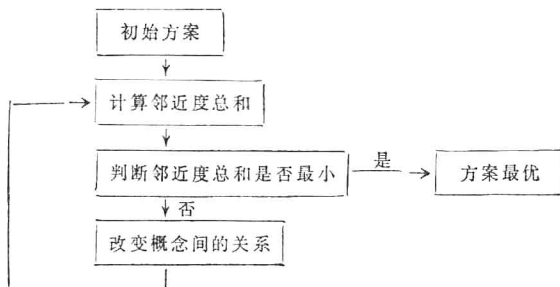 初始方案
计算邻近度总和
判断邻近度总和是否最小
是
方案最优
否
改变概念间的关系